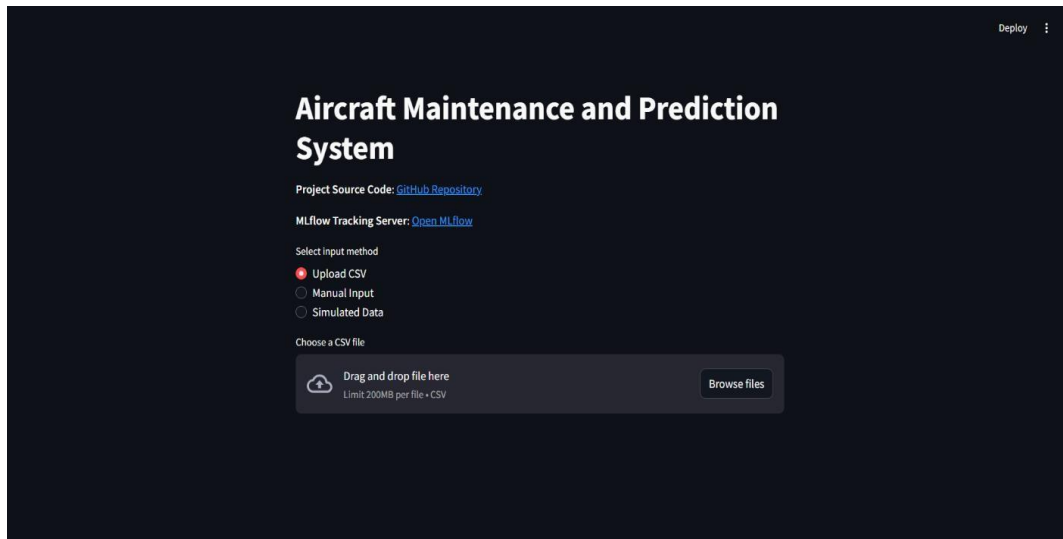 Deploy
Aircraft Maintenance and Prediction
System
Project Source Code: GitHub Repository
MLflow Tracking Server: Open MLflow
Select input method
Upload CSV
Manual Input
Simulated Data
Choose a CSV file
Drag and drop file here
Limit 200MB per file • CSV
Browse files